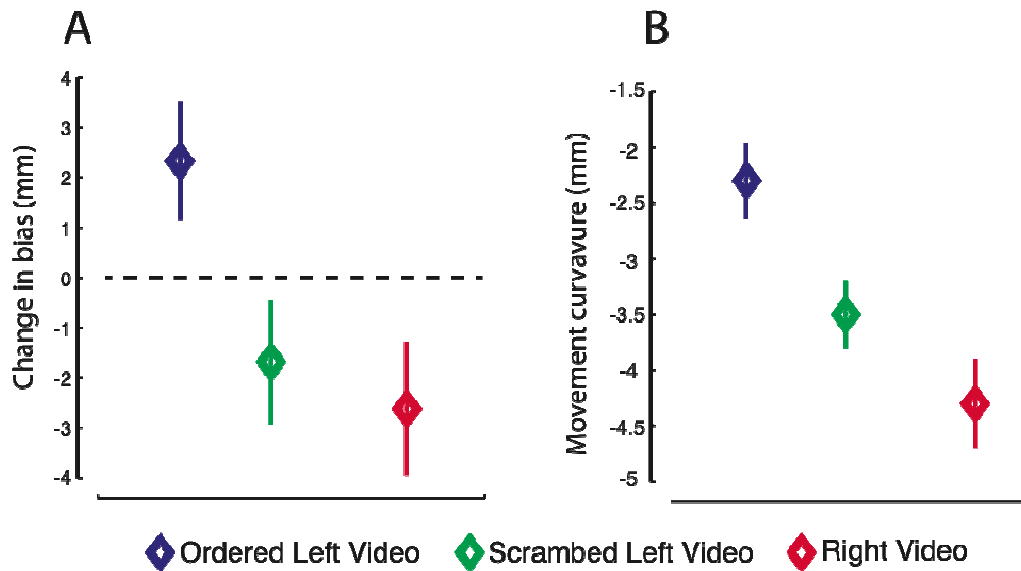 A
B
Change in bias (mm)
4
3
2
1
0
-1
-2
-3
-4
Movement curvavure (mm)
-1.5
-2
-2.5
-3
-3.5
-4
-4.5
-5
Ordered Left Video
Scrambed Left Video
Right Video